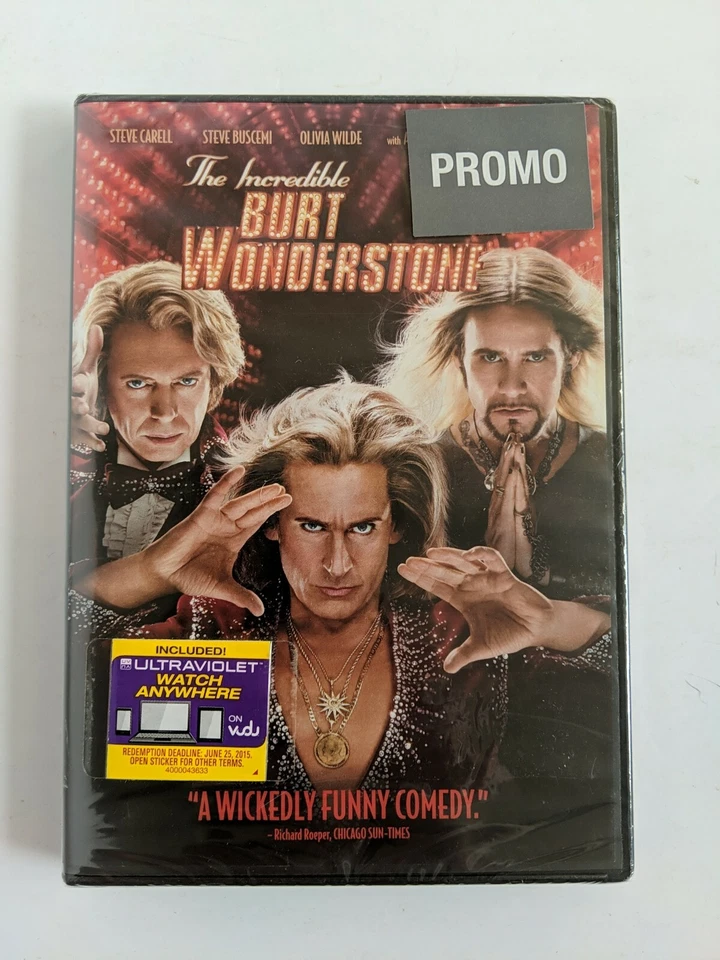 STEVE CARELL STEVE BUSCEMI OLIVIA WILDE with
PROMO
The Incredible
BURT
WONDERSTONE
INCLUDED!
ULTRAVIOLET™
WATCH
ANYWHERE
ON
VUDU
REDEMPTION DEADLINE: JUNE 25, 2015.
OPEN STICKER FOR OTHER TERMS.
4000043633
"A WICKEDLY FUNNY COMEDY."
– Richard Roeper, CHICAGO SUN-TIMES